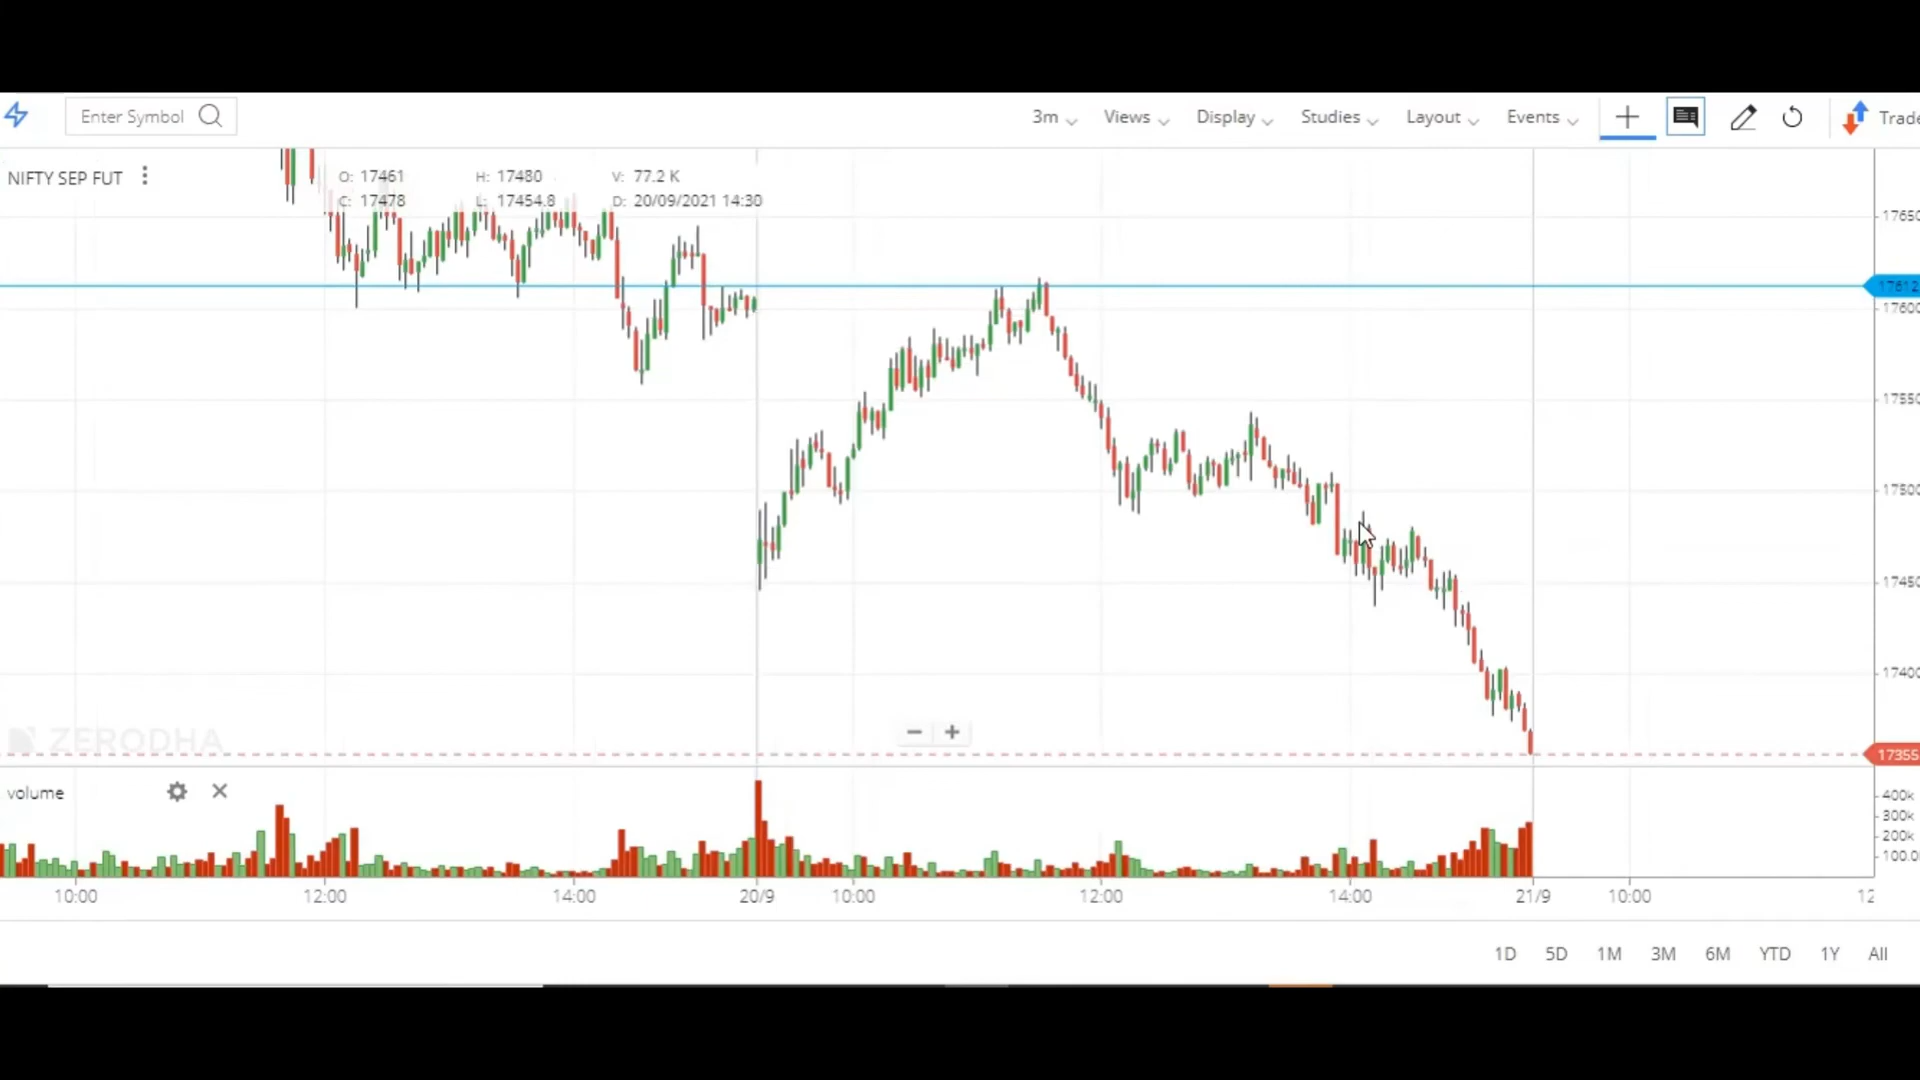 Enter Symbol
3m Views Display Studies Layout Events Trade
NIFTY SEP FUT
O: 17461 H: 17480 V: 77.2 K
C: 17478 L: 17454.8 D: 20/09/2021 14:30
17650
17612
17600
17550
17500
17450
17400
ZERODHA
17355
volume
400k
300k
200k
100.0
10:00 12:00 14:00 20/9 10:00 12:00 14:00 21/9 10:00 12
1D 5D 1M 3M 6M YTD 1Y All